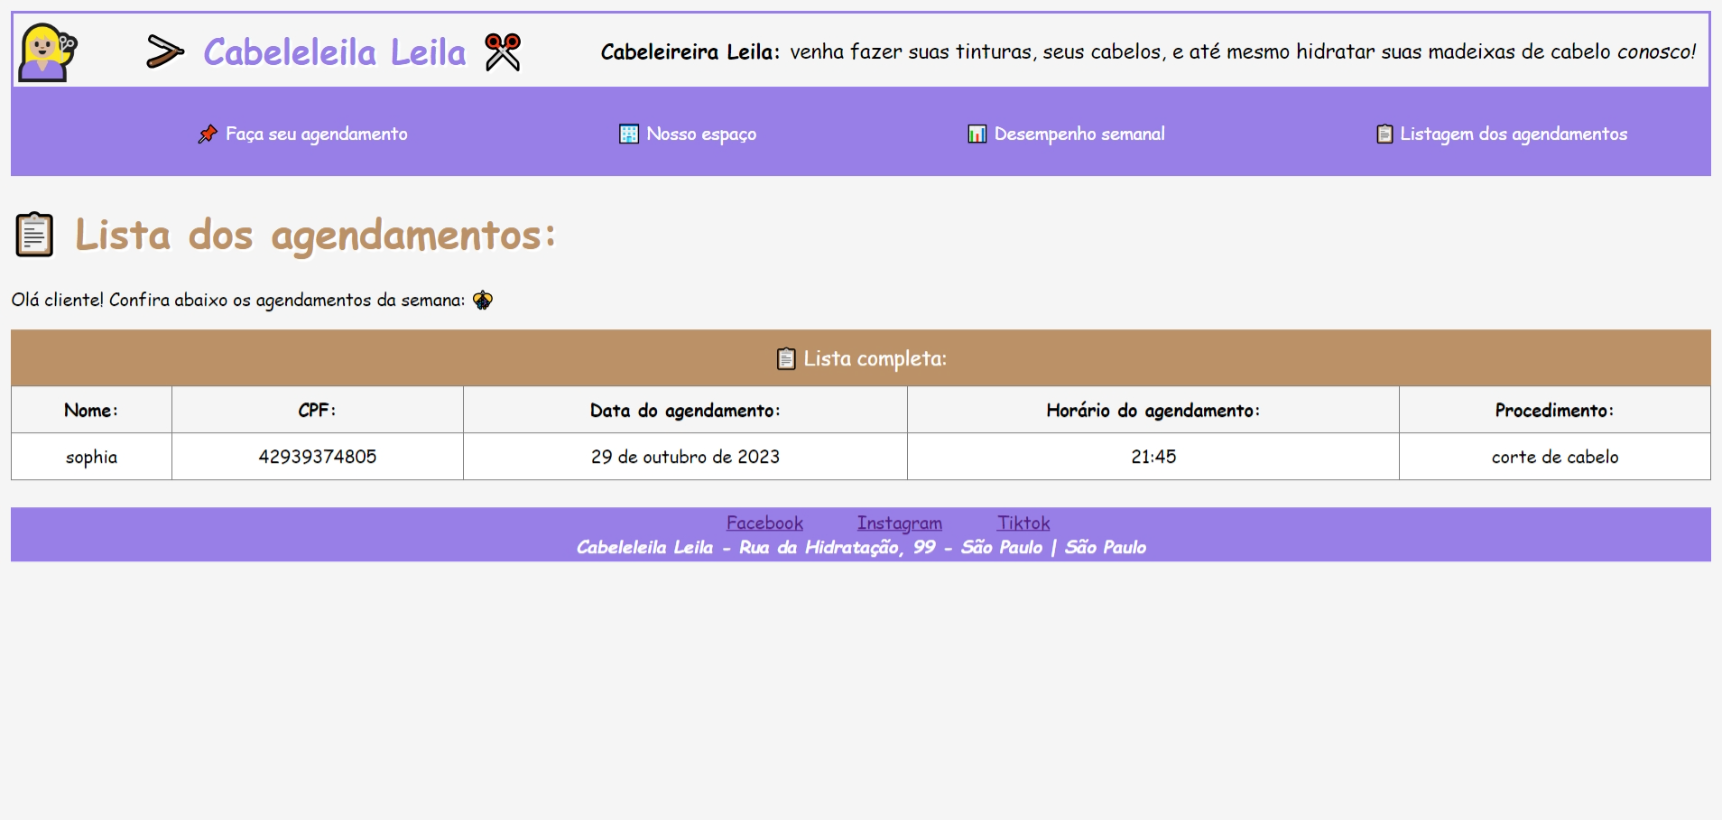 Cabeleleila Leila
Cabeleireira Leila: venha fazer suas tinturas, seus cabelos, e até mesmo hidratar suas madeixas de cabelo conosco!
Faça seu agendamento
Nosso espaço
Desempenho semanal
Listagem dos agendamentos
Lista dos agendamentos:
Olá cliente! Confira abaixo os agendamentos da semana:
Lista completa:
Nome: CPF: Data do agendamento: Horário do agendamento: Procedimento:
sophia 42939374805 29 de outubro de 2023 21:45 corte de cabelo
Facebook Instagram Tiktok
Cabeleleila Leila - Rua da Hidratação, 99 - São Paulo | São Paulo